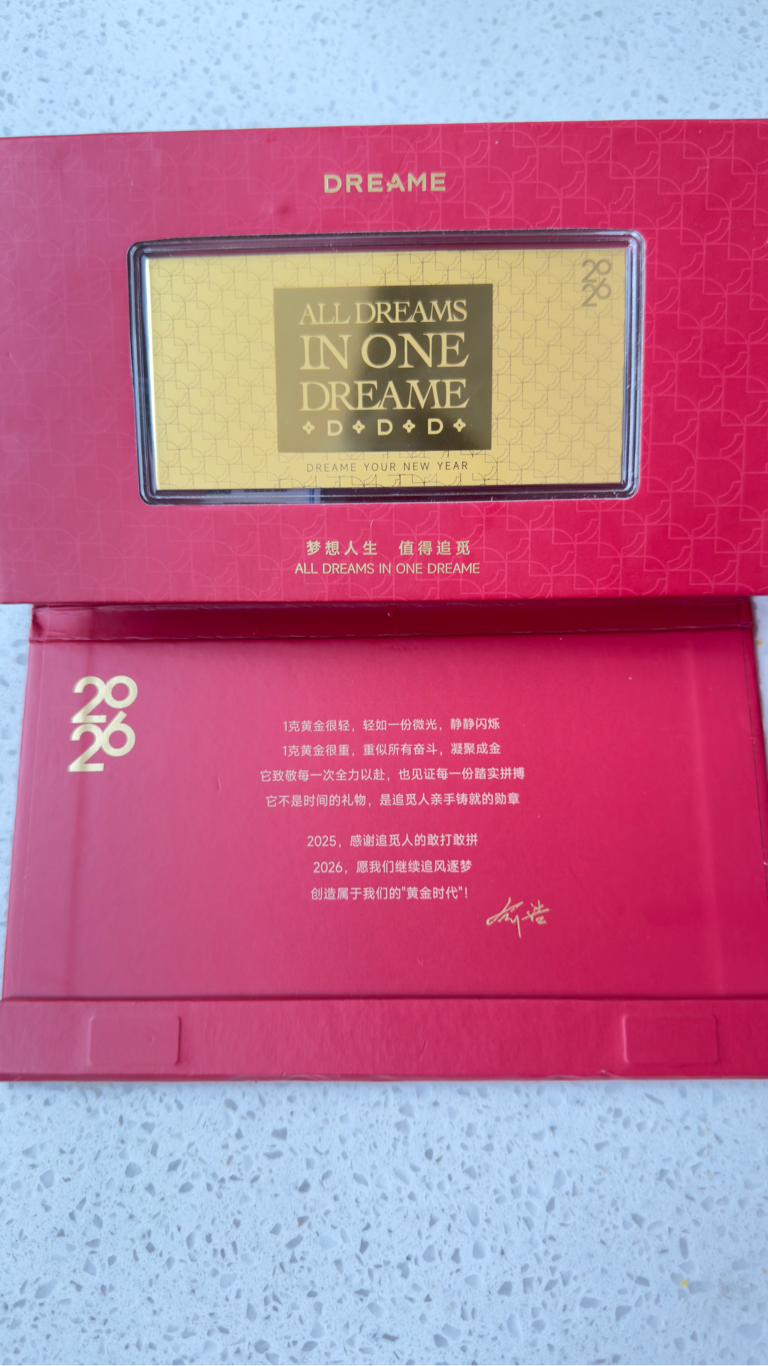 DREAME
20
26
ALL DREAMS
IN ONE
DREAME
D D D
DREAME YOUR NEW YEAR
梦想人生 值得追觅
ALL DREAMS IN ONE DREAME
20
26
1克黄金很轻，轻如一份微光，静静闪烁
1克黄金很重，重似所有奋斗，凝聚成金
它致敬每一次全力以赴，也见证每一份踏实拼搏
它不是时间的礼物，是追觅人亲手铸就的勋章
2025，感谢追觅人的敢打敢拼
2026，愿我们继续追风逐梦
创造属于我们的"黄金时代"！